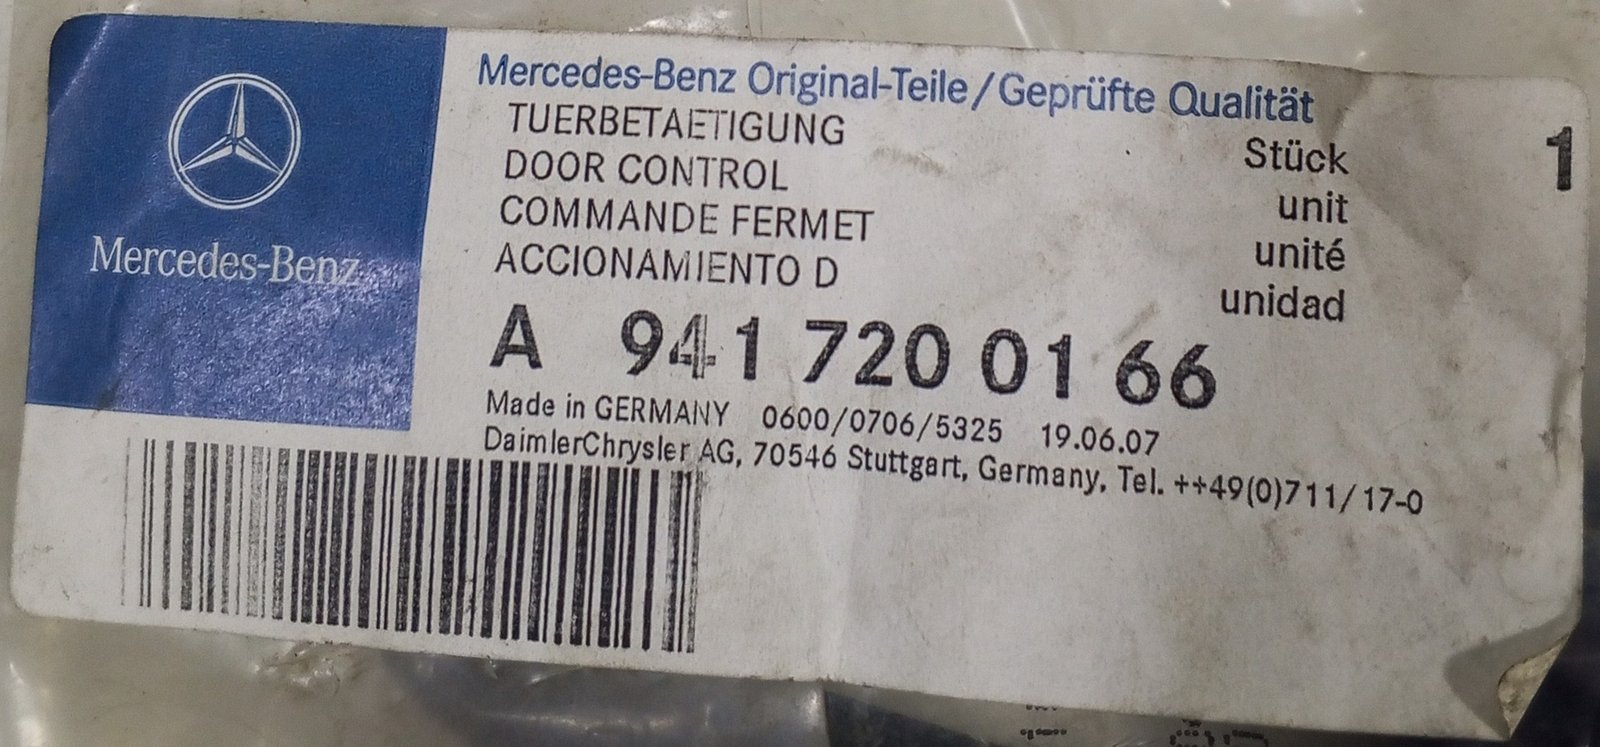 Mercedes-Benz
Mercedes-Benz Original-Teile/Geprüfte Qualität
TUERBETAETIGUNG
DOOR CONTROL
COMMANDE FERMET
ACCIONAMIENTO D
Stück 1
unit
unité
unidad
A 941 720 01 66
Made in GERMANY 0600/0706/5325 19.06.07
DaimlerChrysler AG, 70546 Stuttgart, Germany, Tel. ++49(0)711/17-0